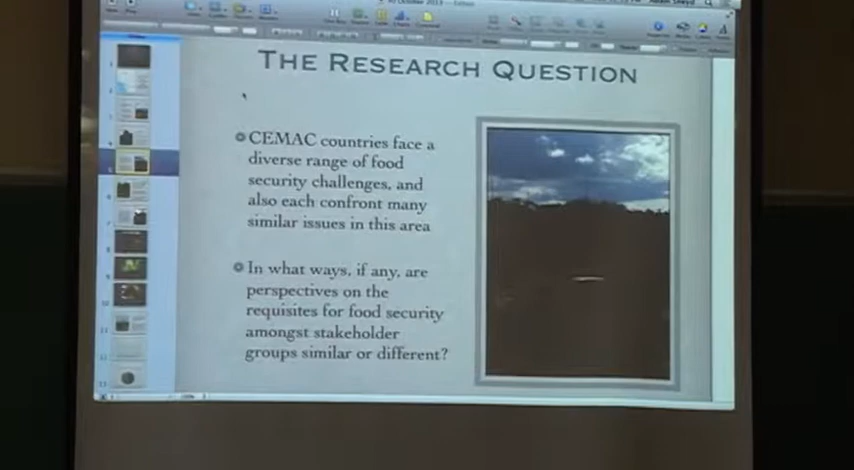 THE RESEARCH QUESTION
CEMAC countries face a
diverse range of food
security challenges, and
also each confront many
similar issues in this area
In what ways, if any, are
perspectives on the
requisites for food security
amongst stakeholder
groups similar or different?